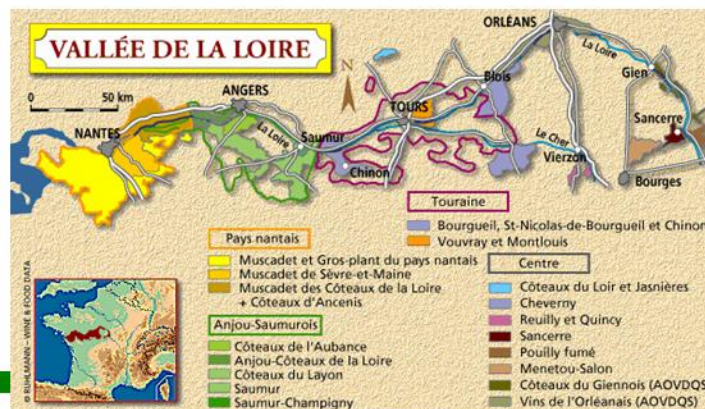 VALLÉE DE LA LOIRE
0 50 km
N
ORLÉANS
La Loire
Gien
Blois
ANGERS
TOURS
NANTES
La Loire
Saumur
Sancerre
Le Cher
Vierzon
Chinon
Bourges
Touraine
Bourgueil, St-Nicolas-de-Bourgueil et Chinon
Vouvray et Montlouis
Pays nantais
Muscadet et Gros-plant du pays nantais
Muscadet de Sèvre-et-Maine
Muscadet des Côteaux de la Loire
+ Côteaux d'Ancenis
Anjou-Saumurois
Côteaux de l'Aubance
Anjou-Côteaux de la Loire
Côteaux du Layon
Saumur
Saumur-Champigny
Centre
Côteaux du Loir et Jasnières
Cheverny
Reuilly et Quincy
Sancerre
Pouilly fumé
Menetou-Salon
Côteaux du Giennois (AOVDQS)
Vins de l'Orléanais (AOVDQS)
© RUHLMANN – WINE & FOOD DATA